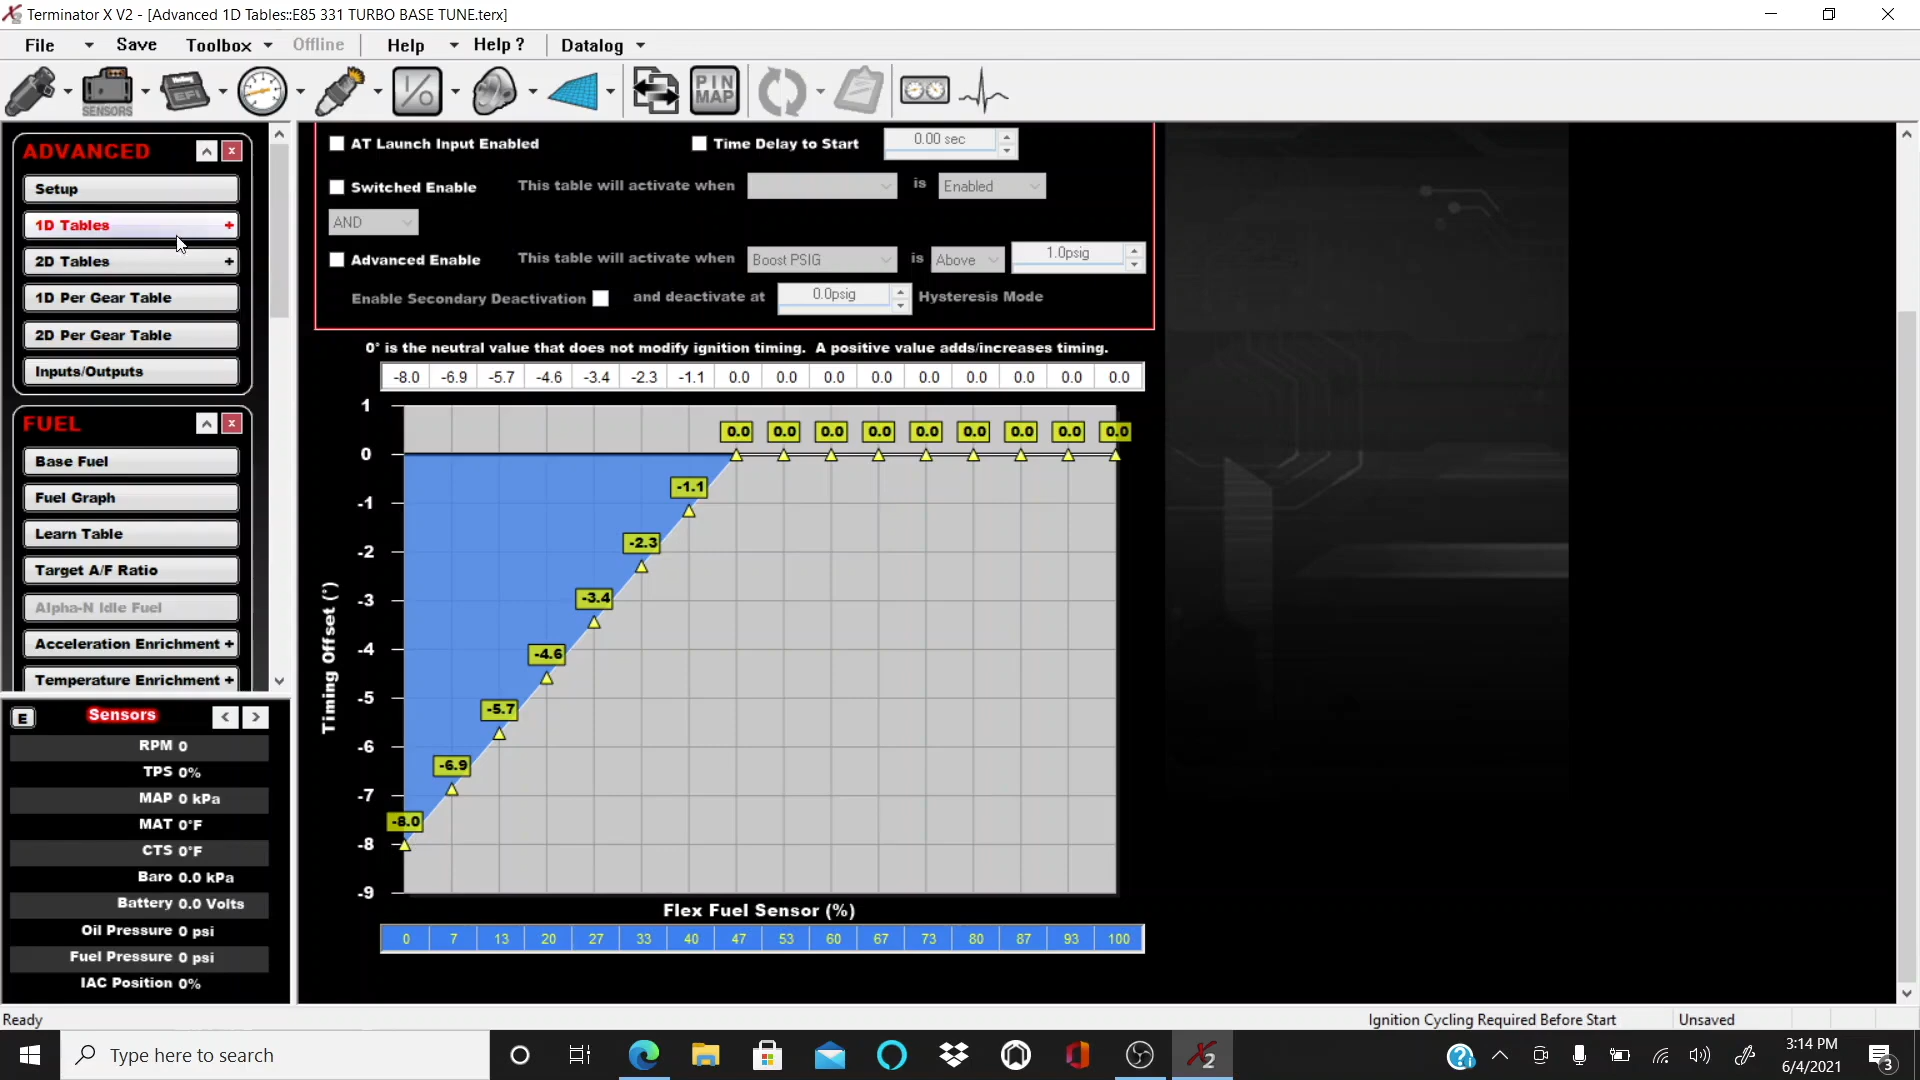 Terminator X V2 - [Advanced 1D Tables::E85 331 TURBO BASE TUNE.terx]
File Save Toolbox Offline Help Help ? Datalog
SENSORS EFI I/O PIN MAP
ADVANCED
Setup
1D Tables +
2D Tables +
1D Per Gear Table
2D Per Gear Table
Inputs/Outputs
FUEL
Base Fuel
Fuel Graph
Learn Table
Target A/F Ratio
Alpha-N Idle Fuel
Acceleration Enrichment +
Temperature Enrichment +
E Sensors < >
RPM 0
TPS 0%
MAP 0 kPa
MAT 0°F
CTS 0°F
Baro 0.0 kPa
Battery 0.0 Volts
Oil Pressure 0 psi
Fuel Pressure 0 psi
IAC Position 0%
AT Launch Input Enabled Time Delay to Start 0.00 sec
Switched Enable This table will activate when is Enabled
AND
Advanced Enable This table will activate when Boost PSIG is Above 1.0psig
Enable Secondary Deactivation and deactivate at 0.0psig Hysteresis Mode
0° is the neutral value that does not modify ignition timing. A positive value adds/increases timing.
-8.0 -6.9 -5.7 -4.6 -3.4 -2.3 -1.1 0.0 0.0 0.0 0.0 0.0 0.0 0.0 0.0 0.0
1
0.0 0.0 0.0 0.0 0.0 0.0 0.0 0.0 0.0
0
-1.1
-1
-2.3
-2
-3.4
-3
-4.6
-4
-5.7
-5
-6.9
-6
-7
-8.0
-8
-9
Timing Offset (°)
Flex Fuel Sensor (%)
0 7 13 20 27 33 40 47 53 60 67 73 80 87 93 100
Ready Ignition Cycling Required Before Start Unsaved
Type here to search
X2
3:14 PM
6/4/2021
3